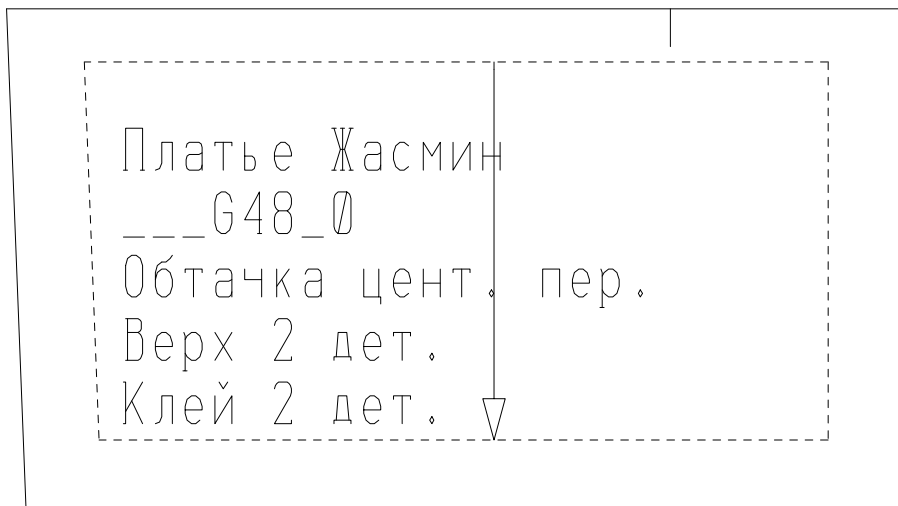 Платье Жасмин
___G48_0
Обтачка цент. пер.
Верх 2 дет.
Клей 2 дет.